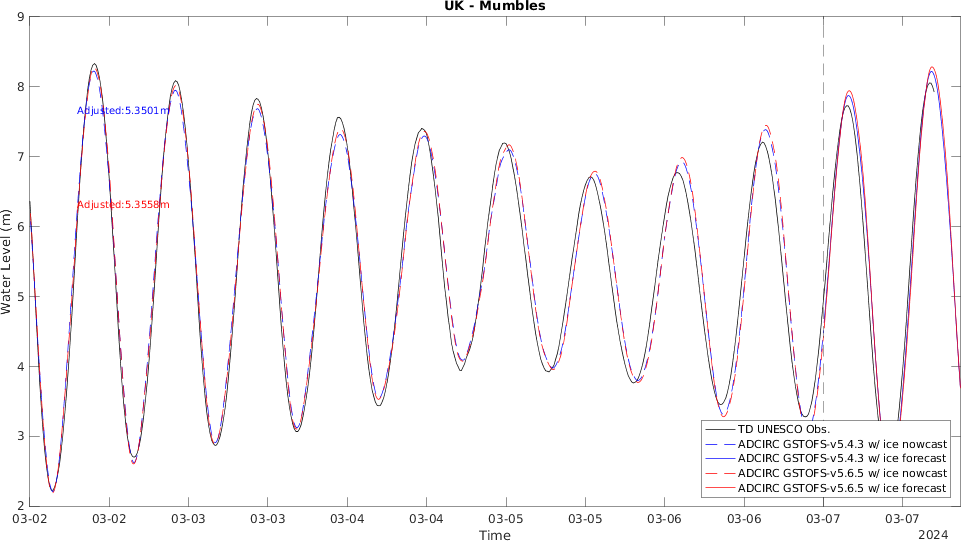 UK - Mumbles
9
8
7
6
5
4
3
2
Water Level (m)
Adjusted:5.3501m
Adjusted:5.3558m
TD UNESCO Obs.
ADCIRC GSTOFS-v5.4.3 w/ ice nowcast
ADCIRC GSTOFS-v5.4.3 w/ ice forecast
ADCIRC GSTOFS-v5.6.5 w/ ice nowcast
ADCIRC GSTOFS-v5.6.5 w/ ice forecast
03-02 03-02 03-03 03-03 03-04 03-04 03-05 03-05 03-06 03-06 03-07 03-07
Time
2024